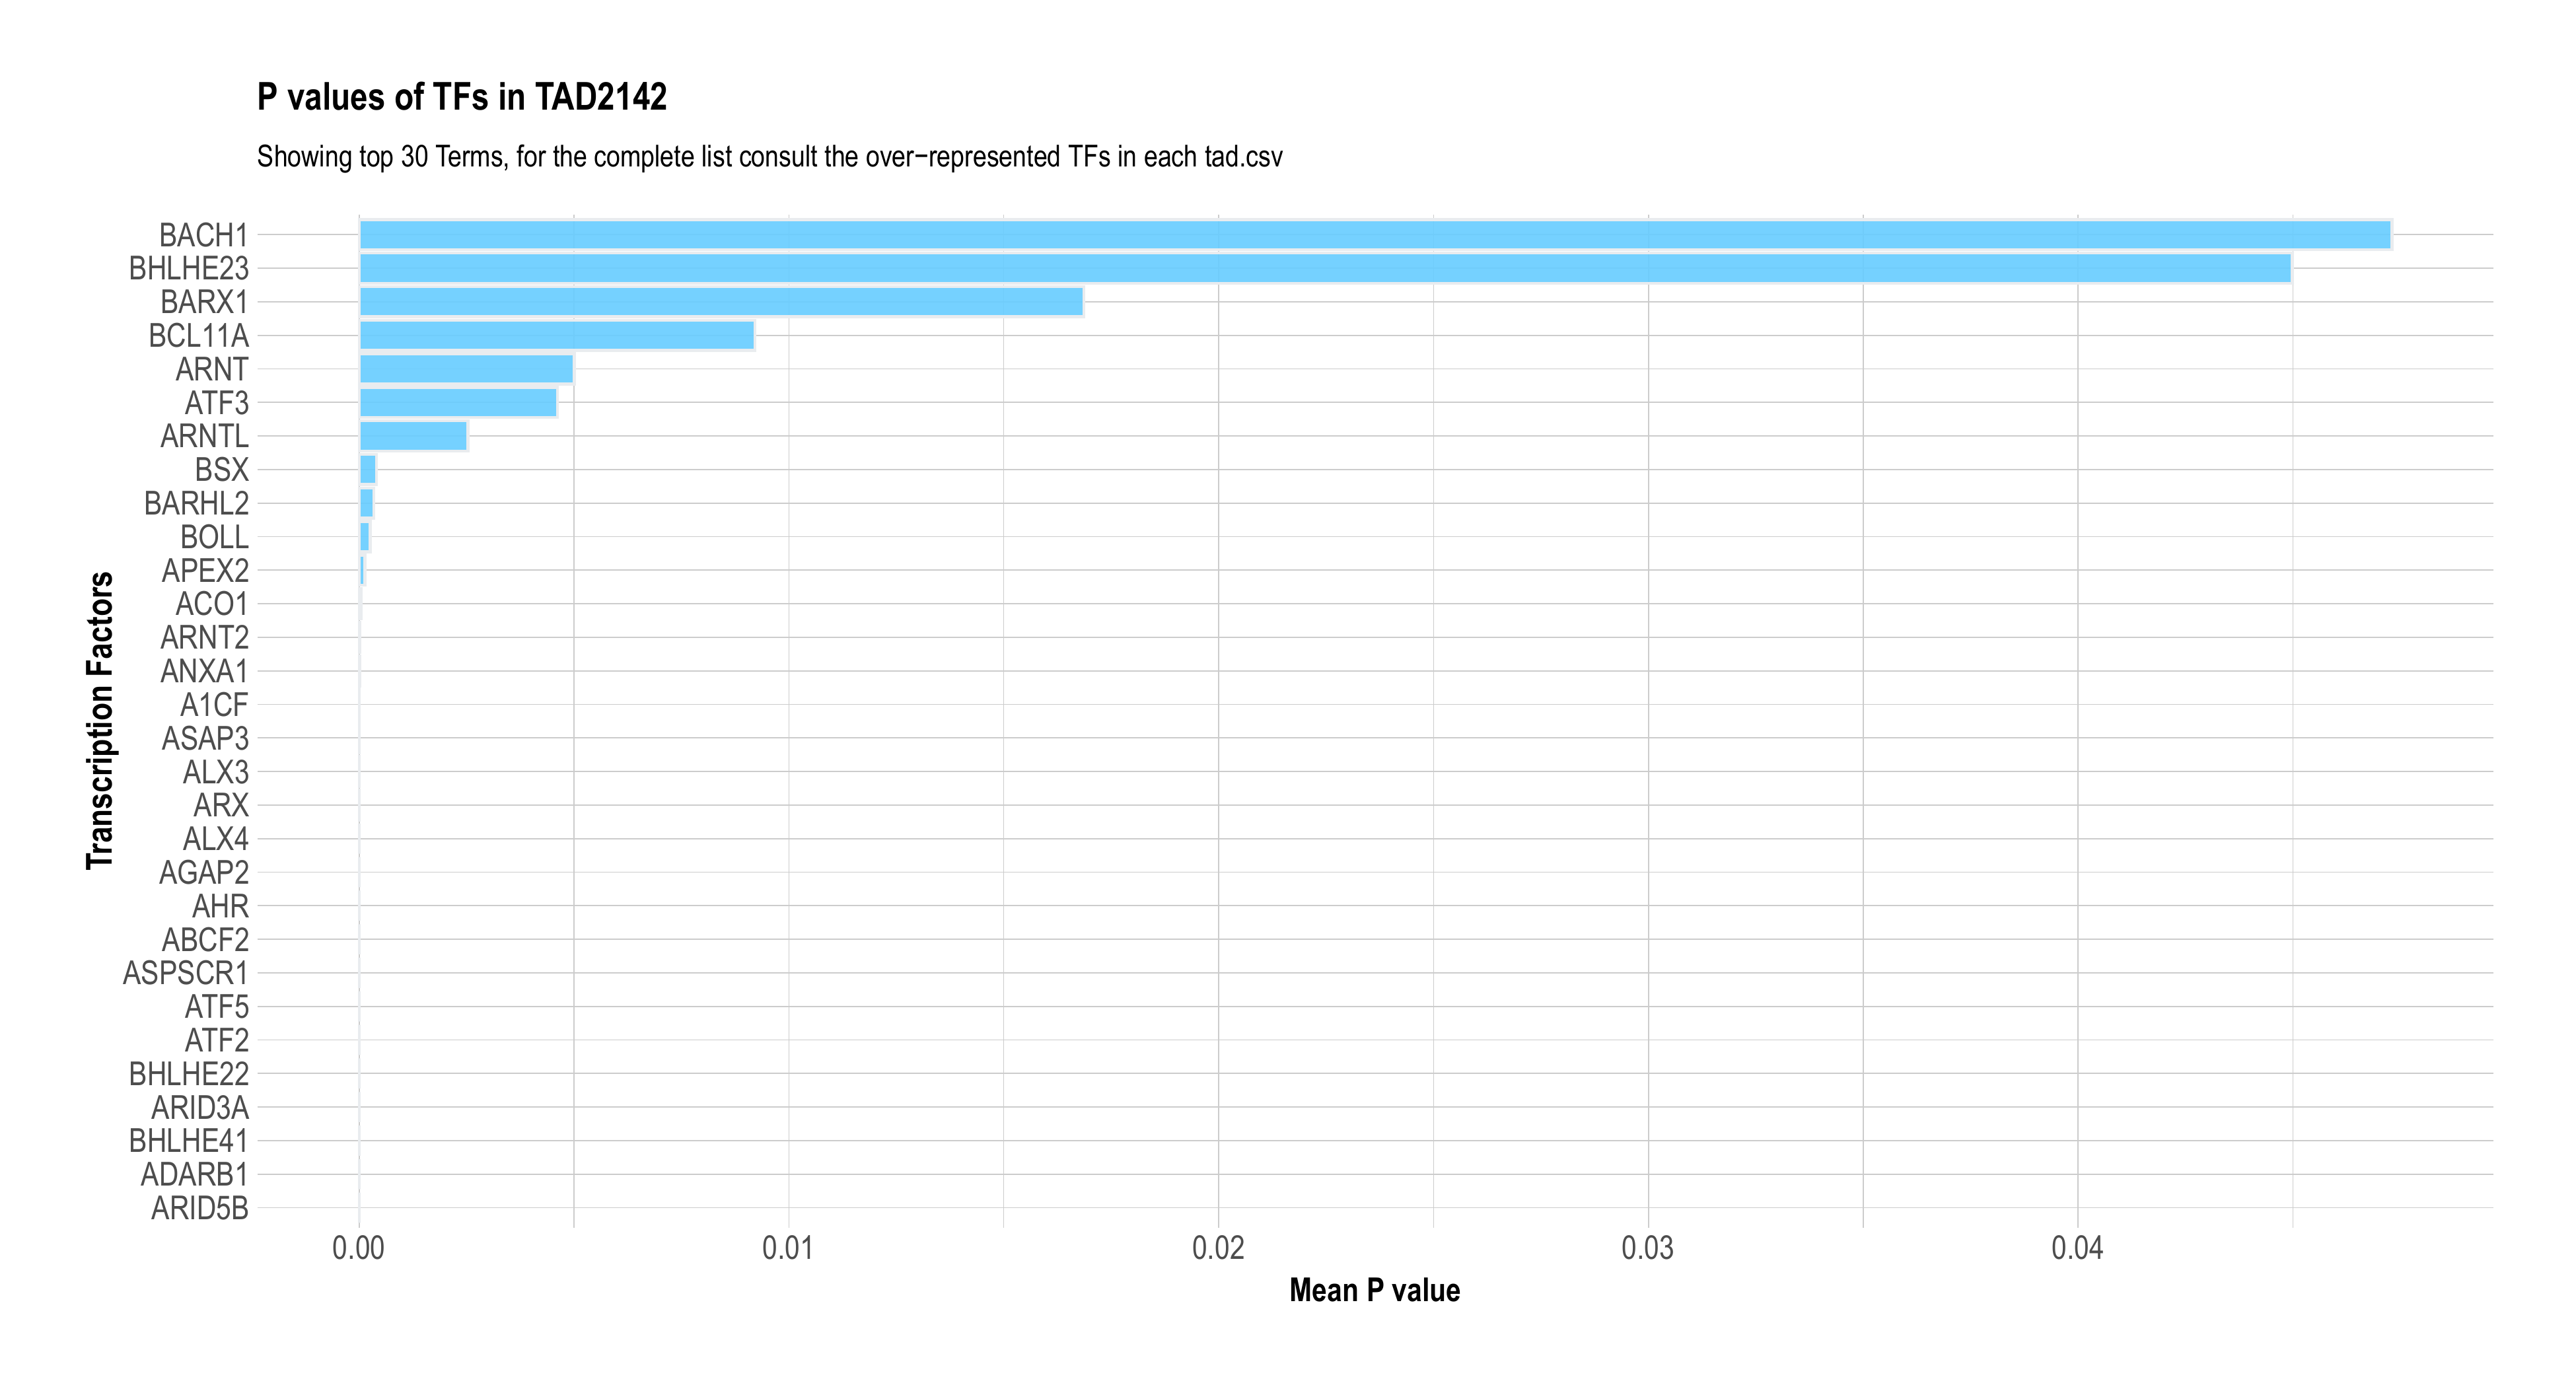 P values of TFs in TAD2142
Showing top 30 Terms, for the complete list consult the over−represented TFs in each tad.csv
Transcription Factors
BACH1
BHLHE23
BARX1
BCL11A
ARNT
ATF3
ARNTL
BSX
BARHL2
BOLL
APEX2
ACO1
ARNT2
ANXA1
A1CF
ASAP3
ALX3
ARX
ALX4
AGAP2
AHR
ABCF2
ASPSCR1
ATF5
ATF2
BHLHE22
ARID3A
BHLHE41
ADARB1
ARID5B
0.00 0.01 0.02 0.03 0.04
Mean P value